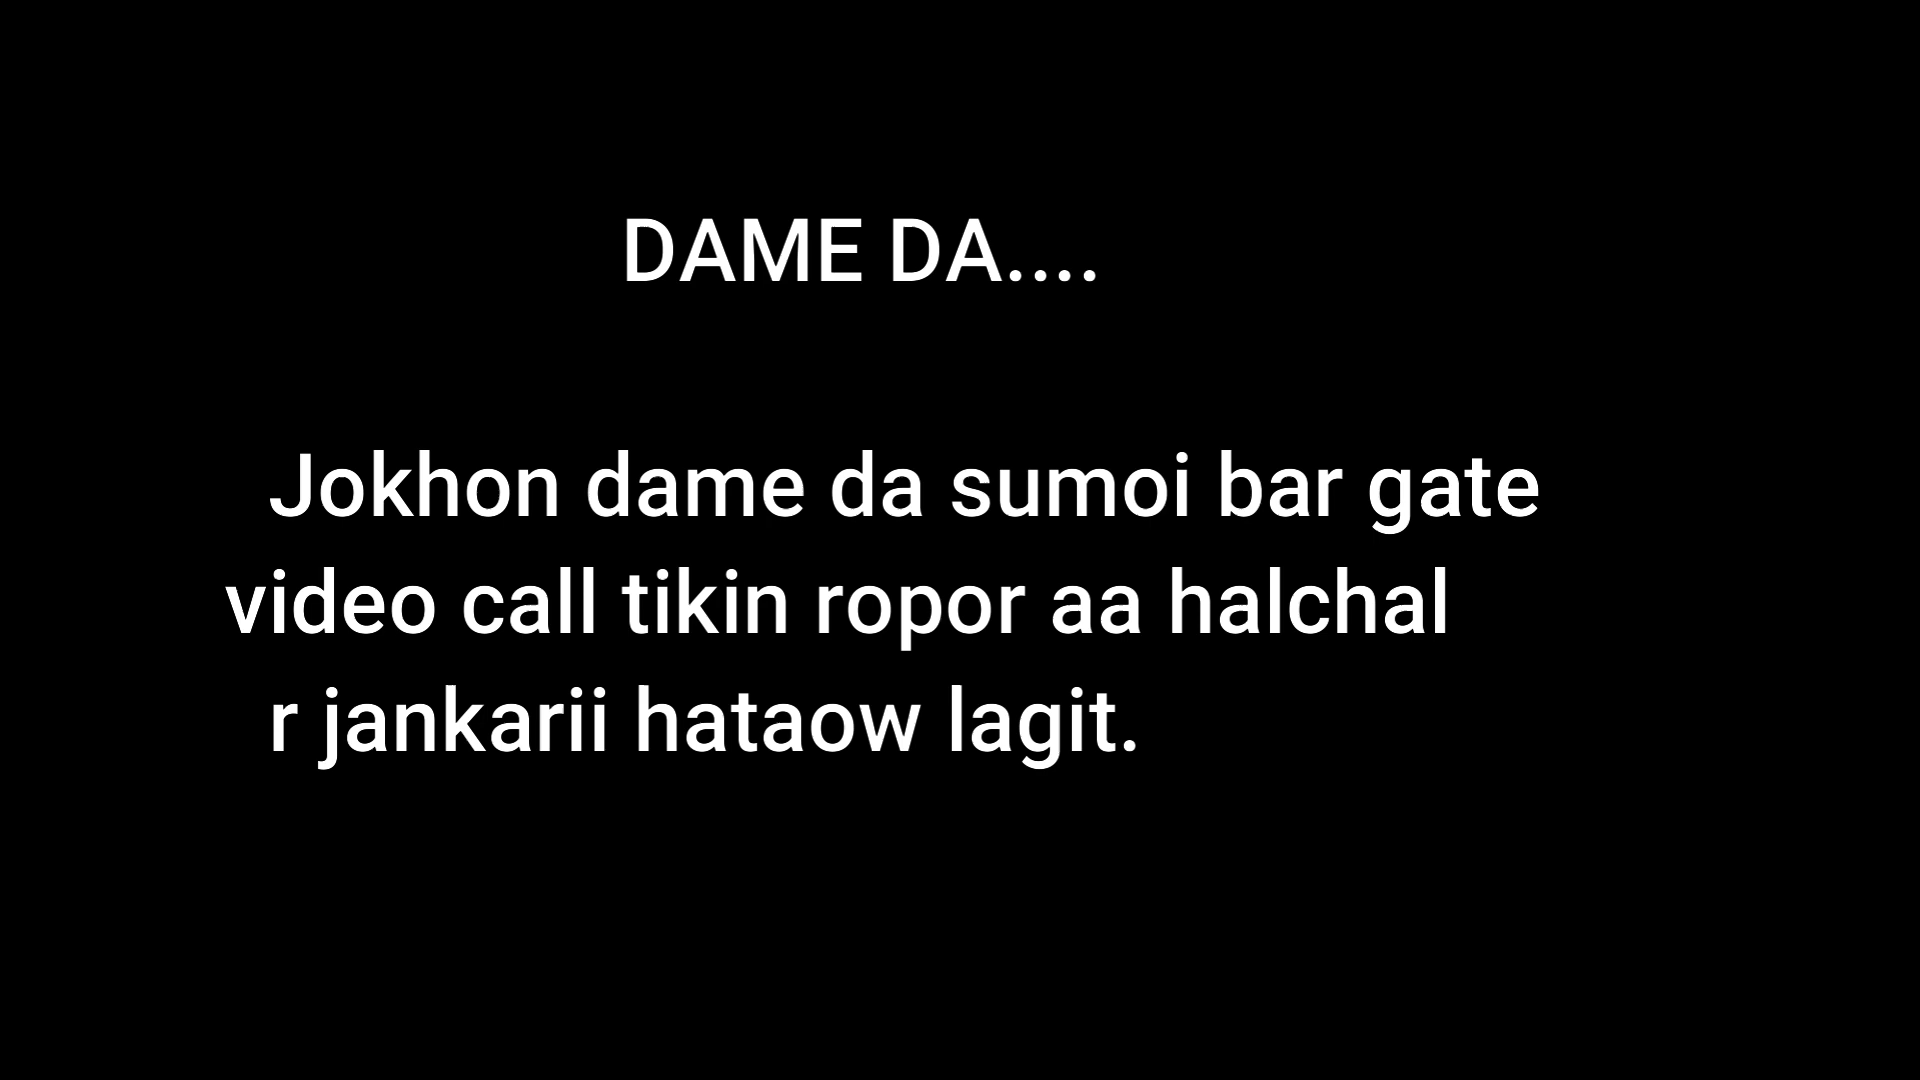 DAME DA....
Jokhon dame da sumoi bar gate
video call tikin ropor aa halchal
r jankarii hataow lagit.